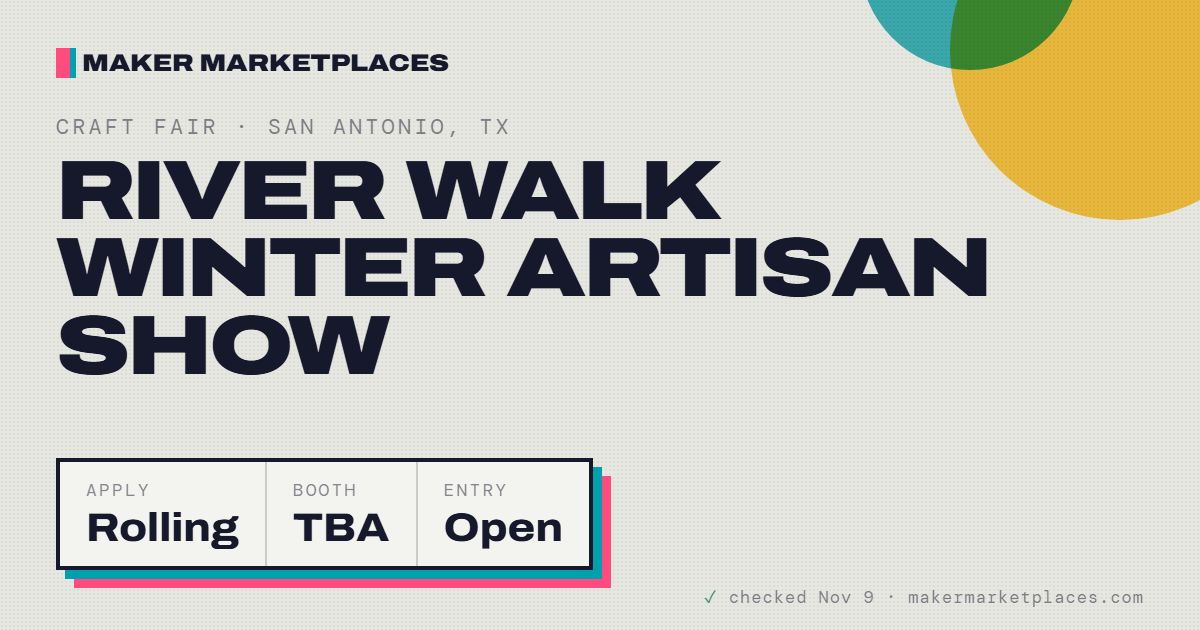 MAKER MARKETPLACES
CRAFT FAIR · SAN ANTONIO, TX
RIVER WALK
WINTER ARTISAN
SHOW
APPLY BOOTH ENTRY
Rolling TBA Open
✓ checked Nov 9 · makermarketplaces.com